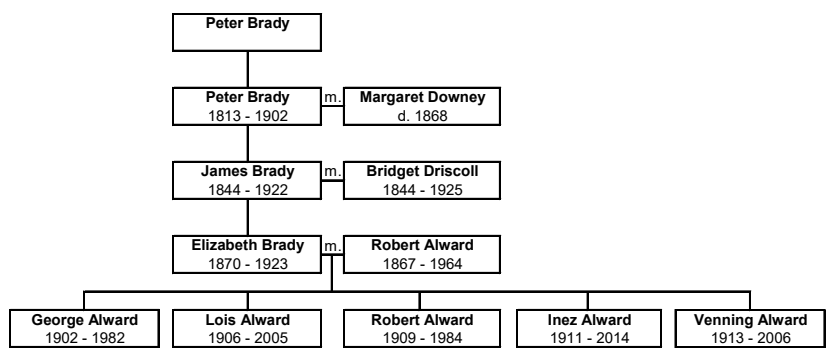 Peter Brady
Peter Brady
1813 - 1902
m.
Margaret Downey
d. 1868
James Brady
1844 - 1922
m.
Bridget Driscoll
1844 - 1925
Elizabeth Brady
1870 - 1923
m.
Robert Alward
1867 - 1964
George Alward
1902 - 1982
Lois Alward
1906 - 2005
Robert Alward
1909 - 1984
Inez Alward
1911 - 2014
Venning Alward
1913 - 2006